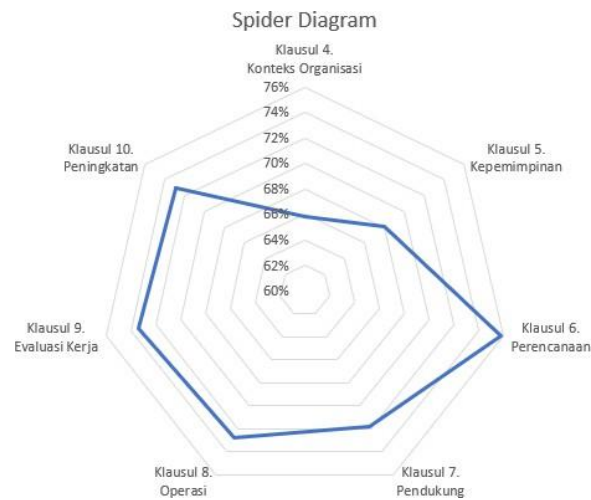 Spider Diagram
Klausul 4.
Konteks Organisasi
76%
74%
72%
70%
68%
66%
64%
62%
60%
Klausul 5.
Kepemimpinan
Klausul 6.
Perencanaan
Klausul 7.
Pendukung
Klausul 8.
Operasi
Klausul 9.
Evaluasi Kerja
Klausul 10.
Peningkatan